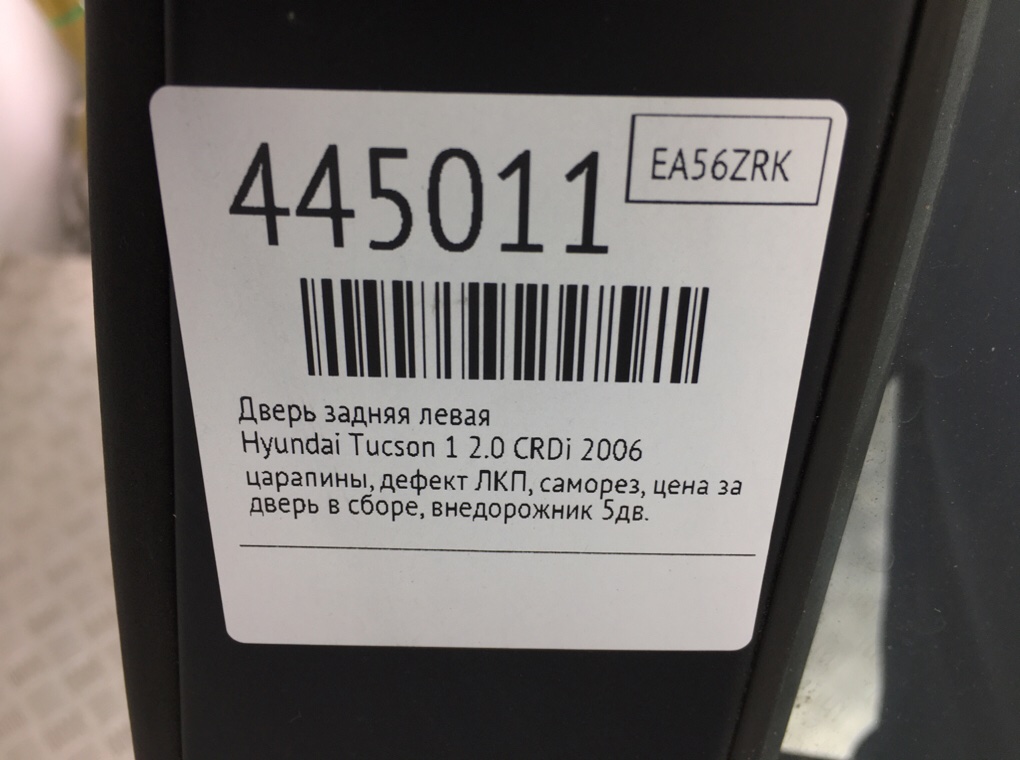 445011
EA56ZRK
Дверь задняя левая
Hyundai Tucson 1 2.0 CRDi 2006
царапины, дефект ЛКП, саморез, цена за
дверь в сборе, внедорожник 5дв.